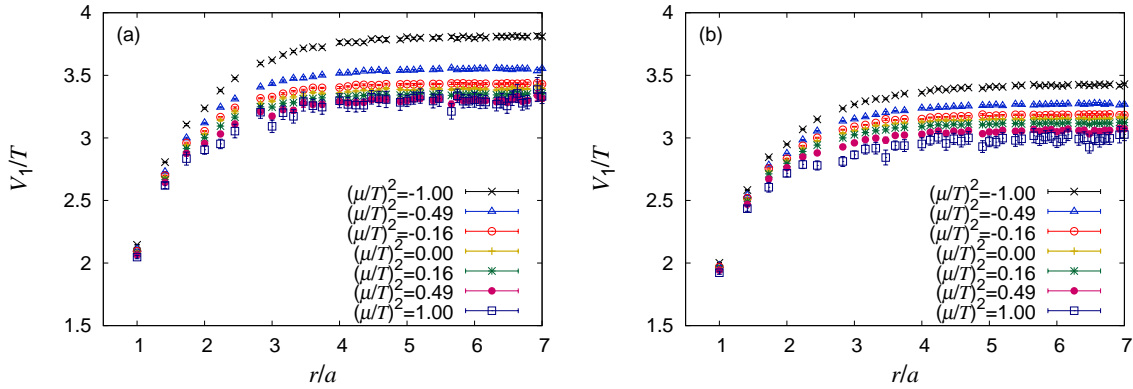 (a)
V1/T
4
3.5
3
2.5
2
1.5
(μ/T)²=-1.00
(μ/T)²=-0.49
(μ/T)²=-0.16
(μ/T)²=0.00
(μ/T)²=0.16
(μ/T)²=0.49
(μ/T)²=1.00
1 2 3 4 5 6 7
r/a
(b)
V1/T
4
3.5
3
2.5
2
1.5
(μ/T)²=-1.00
(μ/T)²=-0.49
(μ/T)²=-0.16
(μ/T)²=0.00
(μ/T)²=0.16
(μ/T)²=0.49
(μ/T)²=1.00
1 2 3 4 5 6 7
r/a